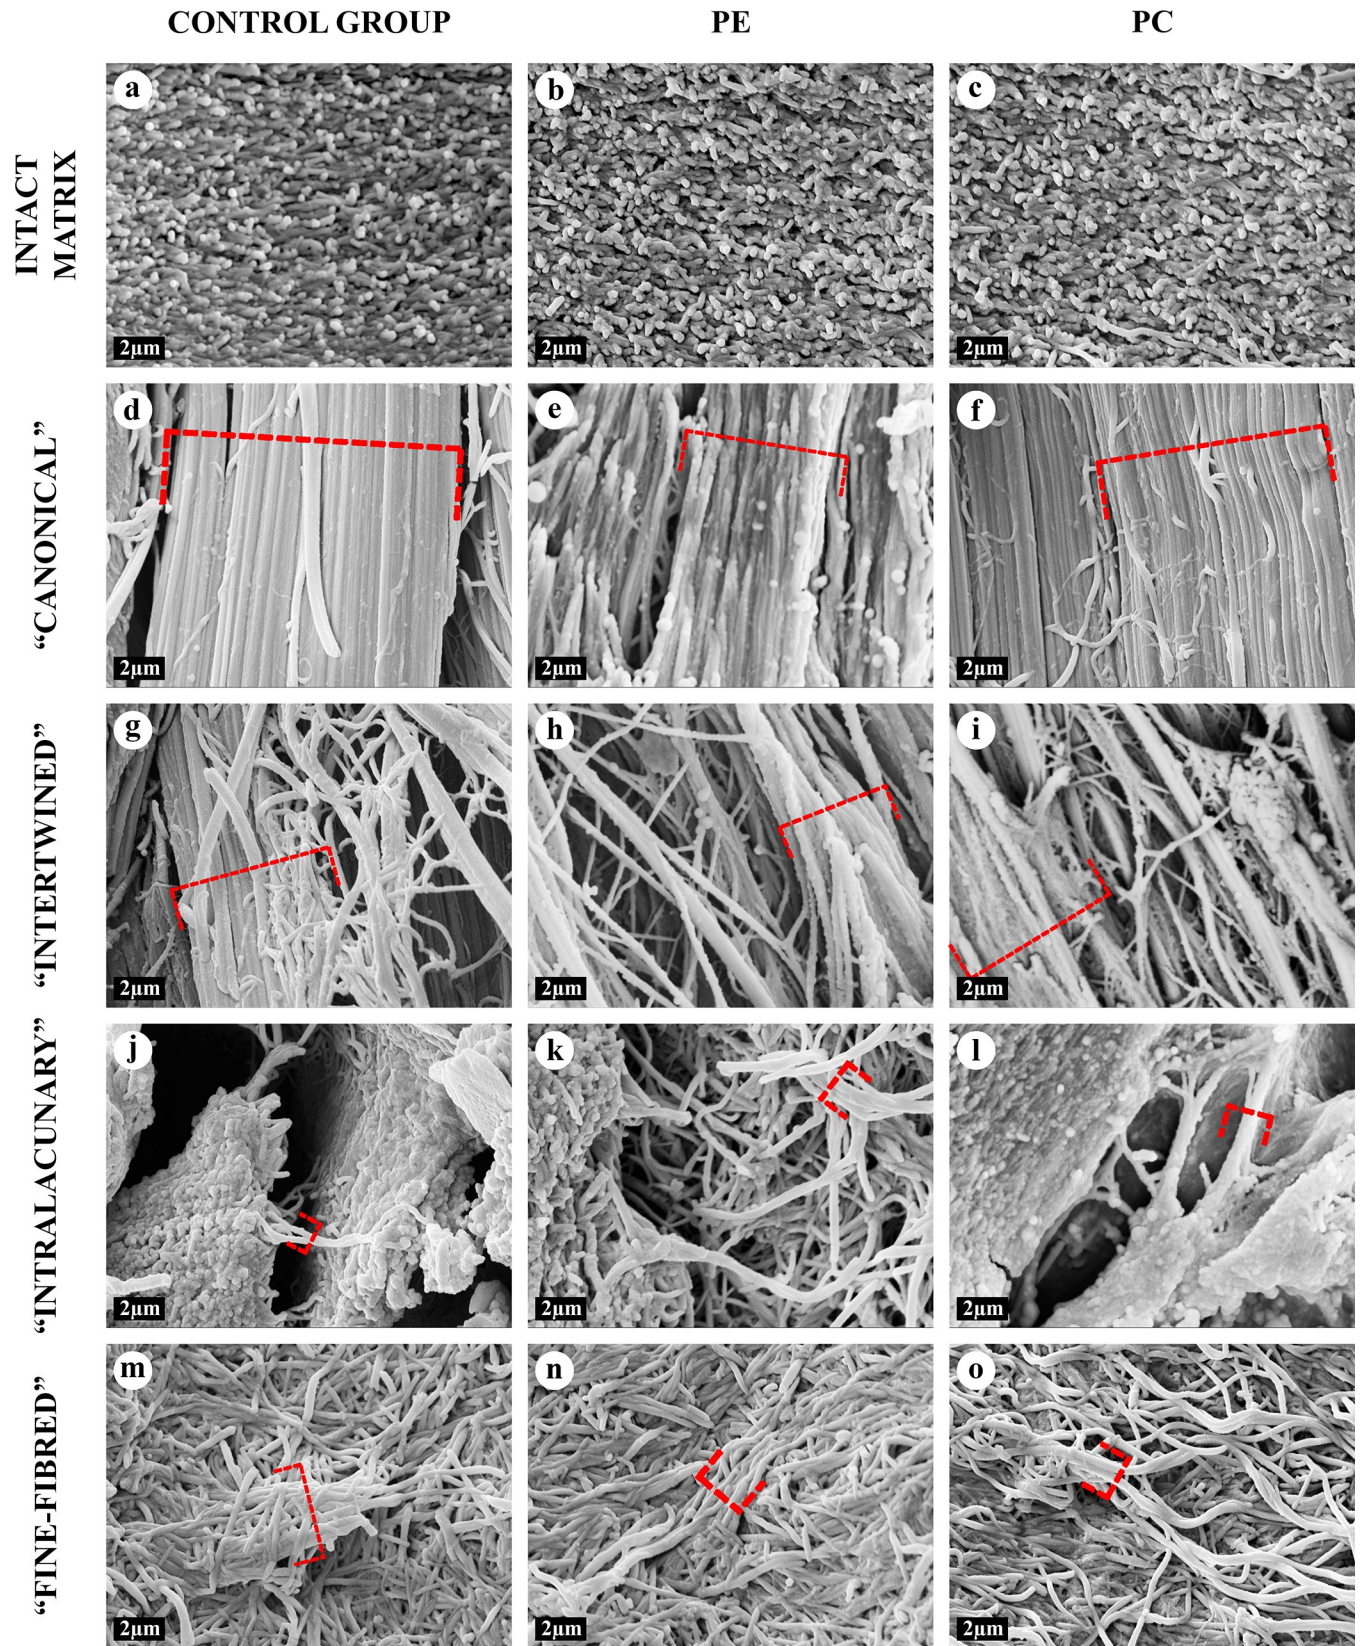 CONTROL GROUP
PE
PC
INTACT
MATRIX
a
2μm
b
2μm
c
2μm
“CANONICAL”
d
2μm
e
2μm
f
2μm
“INTERTWINED”
g
2μm
h
2μm
i
2μm
“INTRALACUNARY”
j
2μm
k
2μm
l
2μm
“FINE-FIBRED”
m
2μm
n
2μm
o
2μm